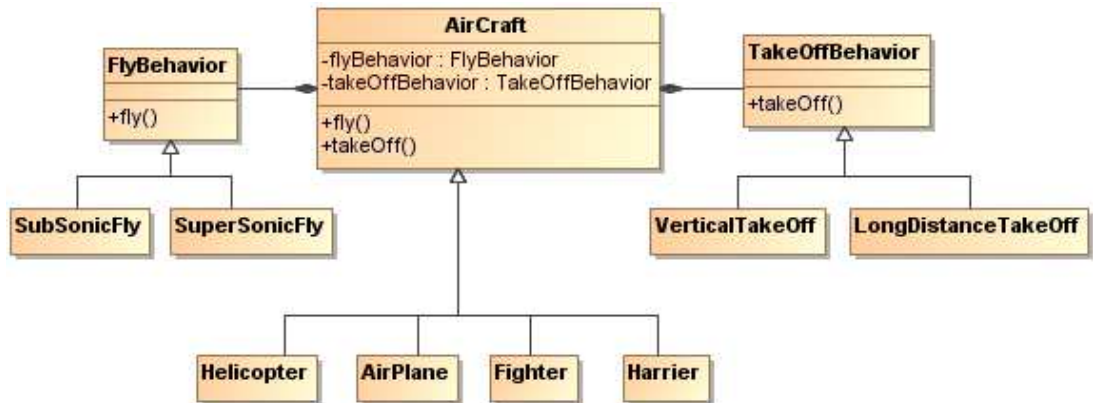 AirCraft
-flyBehavior : FlyBehavior
-takeOffBehavior : TakeOffBehavior
+fly()
+takeOff()
FlyBehavior
+fly()
TakeOffBehavior
+takeOff()
SubSonicFly
SuperSonicFly
VerticalTakeOff
LongDistanceTakeOff
Helicopter
AirPlane
Fighter
Harrier